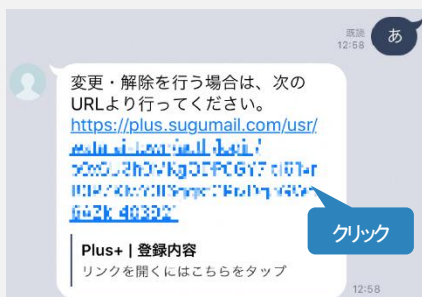 既読
12:58
あ
変更・解除を行う場合は、次の
URLより行ってください。
https://plus.sugumail.com/usr/
クリック
Plus+ | 登録内容
リンクを開くにはこちらをタップ
12:58